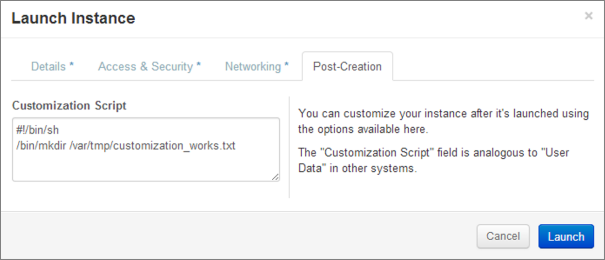 Launch Instance
×
Details *
Access & Security *
Networking *
Post-Creation
Customization Script
#!/bin/sh
/bin/mkdir /var/tmp/customization_works.txt
You can customize your instance after it's launched using
the options available here.
The "Customization Script" field is analogous to "User
Data" in other systems.
Cancel
Launch